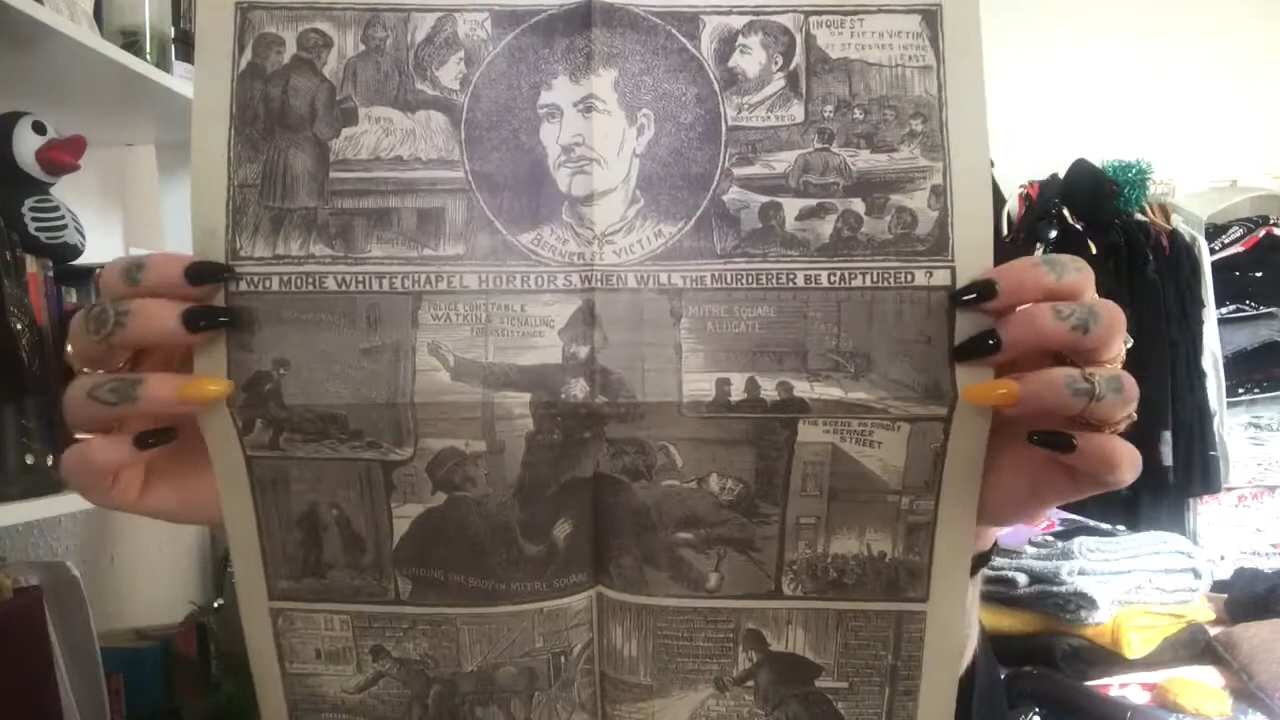 FIFTH
VICTIM
MORTUARY
THE
BERNER ST VICTIM.
INSPECTOR REID
INQUEST
ON FIFTH VICTIM
AT ST GEORES IN THE
EAST
TWO MORE WHITECHAPEL HORRORS. WHEN WILL THE MURDERER BE CAPTURED ?
POLICE CONSTABLE
WATKINS SIGNALLING
FOR ASSISTANCE
MITRE SQUARE
ALDGATE
THE SCENE ON SUNDAY
IN BERNER
STREET
FINDING THE BODY IN MITRE SQUARE